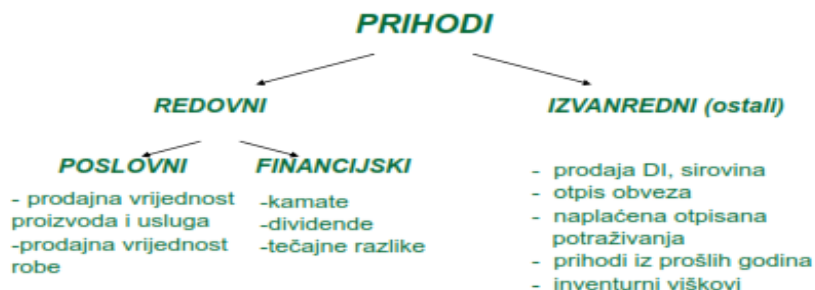 PRIHODI
REDOVNI
IZVANREDNI (ostali)
POSLOVNI
FINANCIJSKI
- prodajna vrijednost
proizvoda i usluga
-prodajna vrijednost
robe
-kamate
-dividende
-tečajne razlike
- prodaja DI, sirovina
- otpis obveza
- naplaćena otpisana
potraživanja
- prihodi iz prošlih godina
- inventurni viškovi